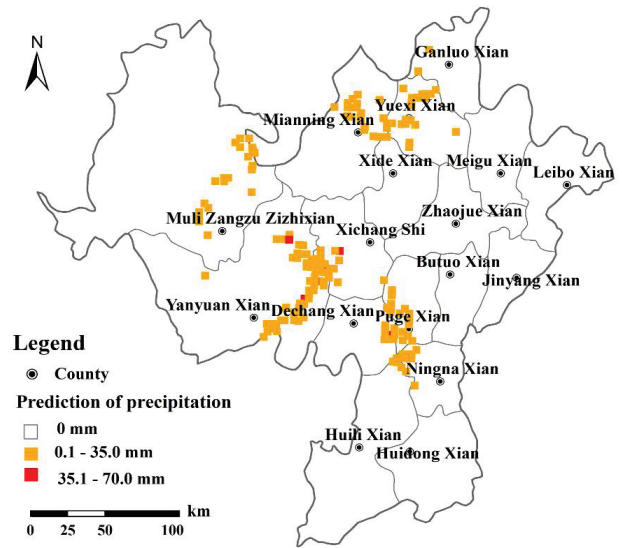 N
Ganluo Xian
Yuexi Xian
Mianning Xian
Xide Xian
Meigu Xian
Leibo Xian
Zhaojue Xian
Muli Zangzu Zizhixian
Xichang Shi
Butuo Xian
Jinyang Xian
Yanyuan Xian
Dechang Xian
Puge Xian
Ningna Xian
Huili Xian
Huidong Xian
Legend
County
Prediction of precipitation
0 mm
0.1 - 35.0 mm
35.1 - 70.0 mm
km
0 25 50 100